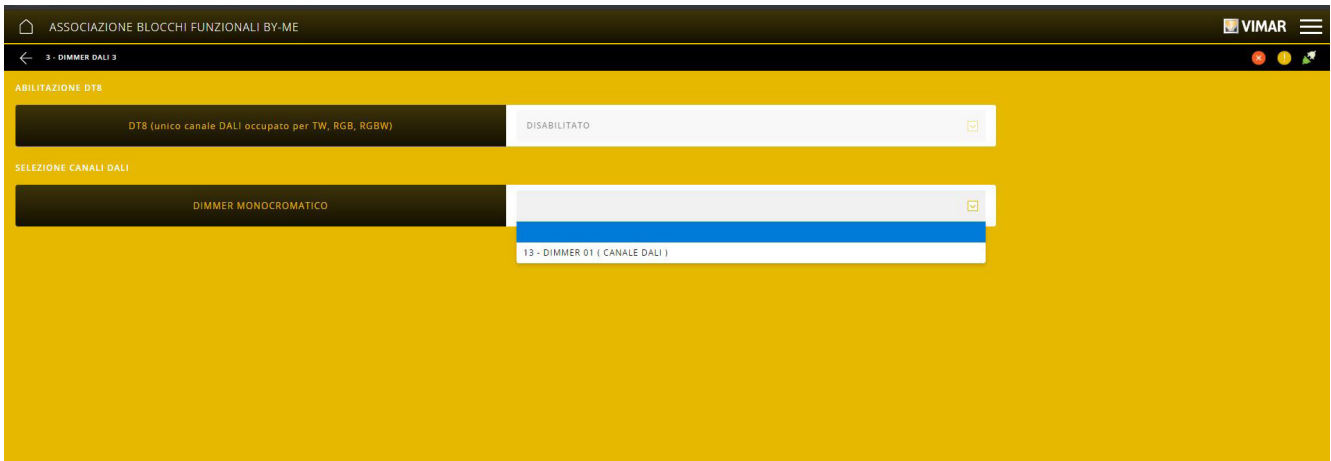 ASSOCIAZIONE BLOCCHI FUNZIONALI BY-ME
VIMAR
3 - DIMMER DALI 3
ABILITAZIONE DT8
DT8 (unico canale DALI occupato per TW, RGB, RGBW)
DISABILITATO
SELEZIONE CANALI DALI
DIMMER MONOCROMATICO
13 - DIMMER 01 ( CANALE DALI )